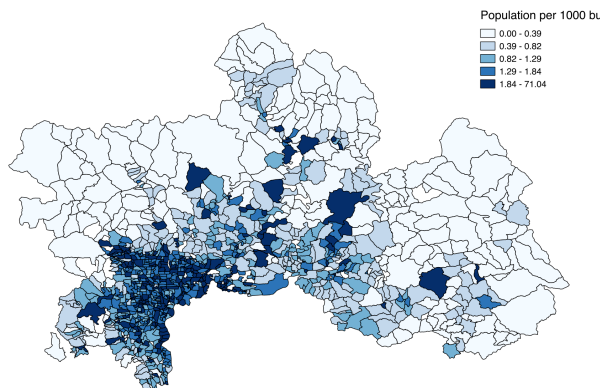 Population per 1000 bu
0.00 - 0.39
0.39 - 0.82
0.82 - 1.29
1.29 - 1.84
1.84 - 71.04